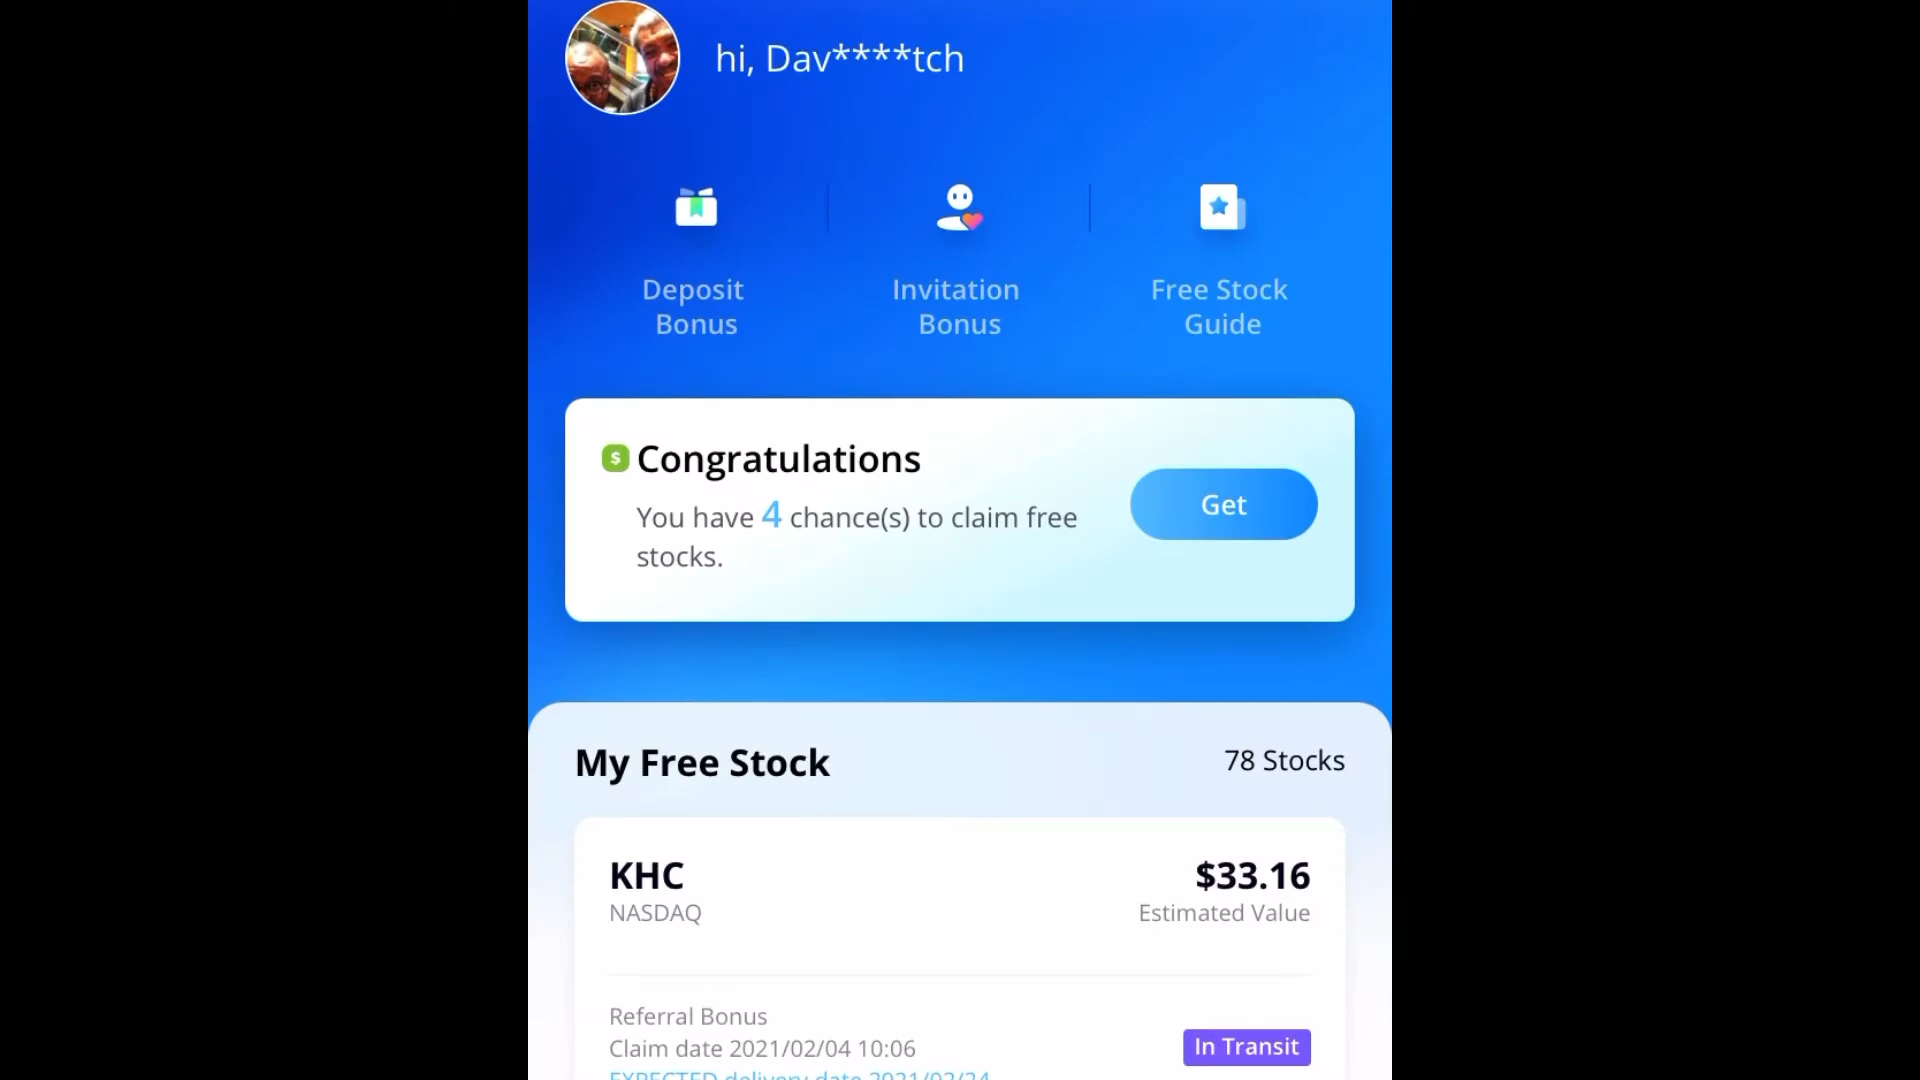 hi, Dav****tch
Deposit
Bonus
Invitation
Bonus
Free Stock
Guide
$ Congratulations
You have 4 chance(s) to claim free
stocks.
Get
My Free Stock
78 Stocks
KHC
$33.16
NASDAQ
Estimated Value
Referral Bonus
Claim date 2021/02/04 10:06
In Transit
EXPECTED delivery date 2021/02/24